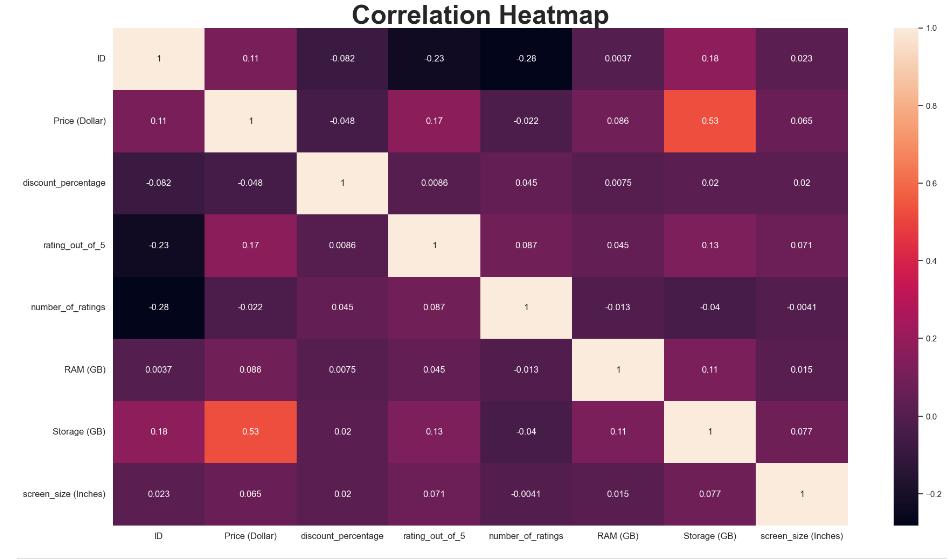 Correlation Heatmap
1.0
ID 1 0.11 -0.082 -0.23 -0.28 0.0037 0.18 0.023
0.8
Price (Dollar) 0.11 1 -0.048 0.17 -0.022 0.086 0.53 0.065
discount_percentage -0.082 -0.048 1 0.0086 0.045 0.0075 0.02 0.02
0.6
rating_out_of_5 -0.23 0.17 0.0086 1 0.087 0.045 0.13 0.071
0.4
number_of_ratings -0.28 -0.022 0.045 0.087 1 -0.013 -0.04 -0.0041
0.2
RAM (GB) 0.0037 0.086 0.0075 0.045 -0.013 1 0.11 0.015
0.0
Storage (GB) 0.18 0.53 0.02 0.13 -0.04 0.11 1 0.077
screen_size (Inches) 0.023 0.065 0.02 0.071 -0.0041 0.015 0.077 1
-0.2
ID Price (Dollar) discount_percentage rating_out_of_5 number_of_ratings RAM (GB) Storage (GB) screen_size (Inches)